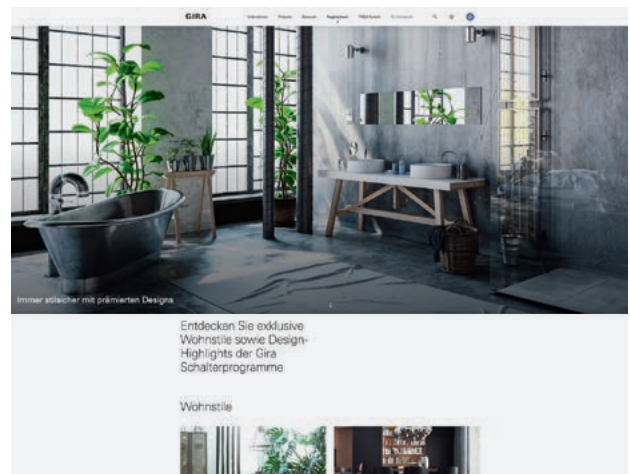 GIRA
Immer stilsicher mit prämierten Designs
Entdecken Sie exklusive
Wohnstile sowie Design-
Highlights der Gira
Schalterprogramme
Wohnstile